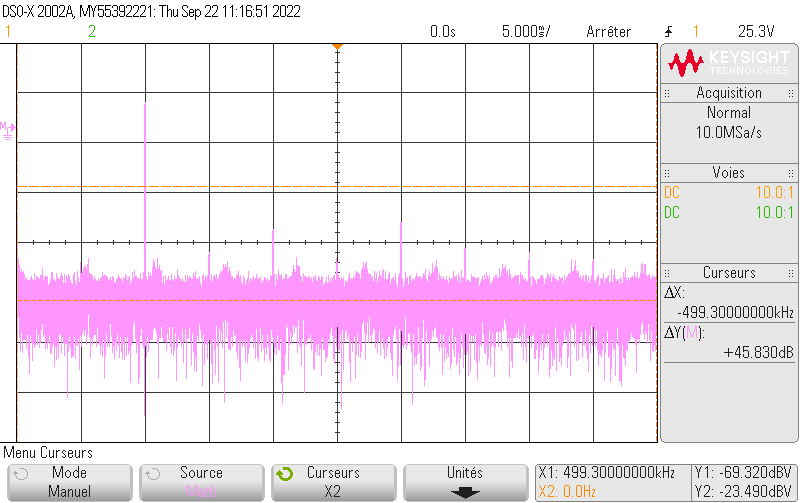 DSO-X 2002A, MY55392221: Thu Sep 22 11:16:51 2022
1 2 0.0s 5.000s/ Arrêter 1 25.3V
KEYSIGHT
TECHNOLOGIES
Acquisition
Normal
10.0MSa/s
Voies
DC 10.0:1
DC 10.0:1
Curseurs
ΔX:
-499.30000000kHz
ΔY(M):
+45.830dB
M
Menu Curseurs
Mode
Manuel
Source
Math
Curseurs
X2
Unités
X1: 499.30000000kHz
X2: 0.0Hz
Y1: -69.320dBV
Y2: -23.490dBV